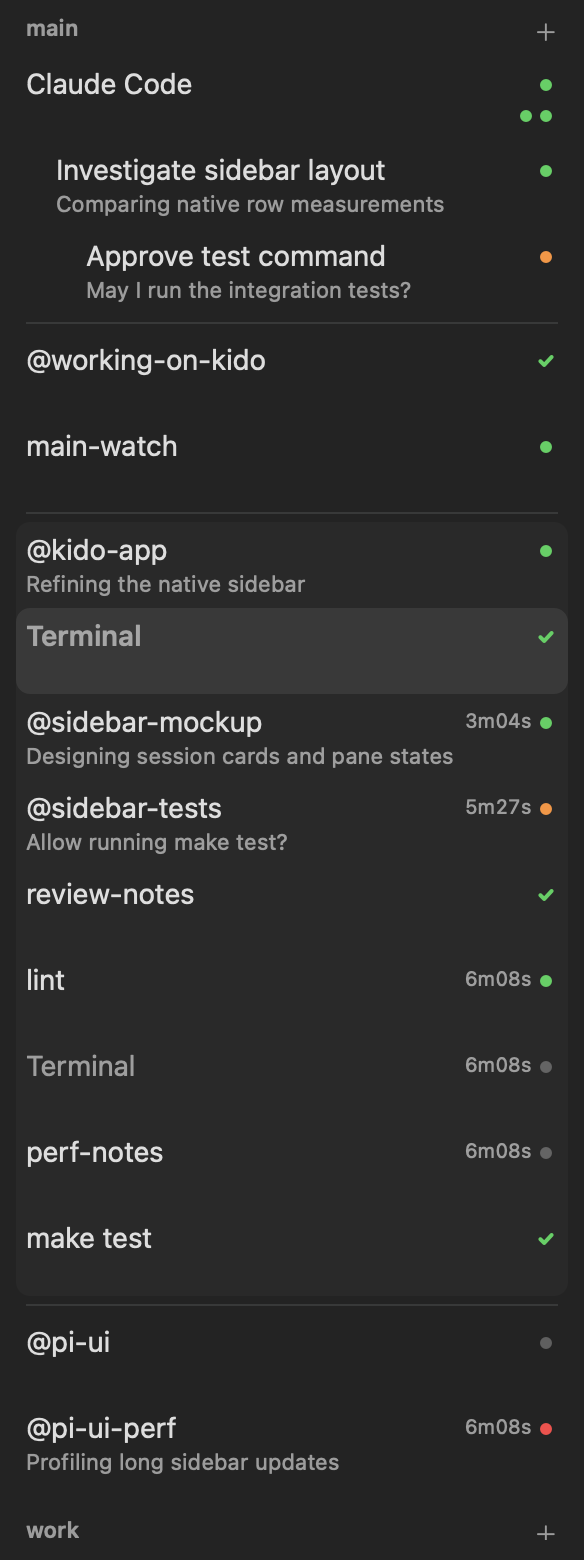 main
Claude Code
Investigate sidebar layout
Comparing native row measurements
Approve test command
May I run the integration tests?
@working-on-kido
main-watch
@kido-app
Refining the native sidebar
Terminal
@sidebar-mockup 3m04s
Designing session cards and pane states
@sidebar-tests 5m27s
Allow running make test?
review-notes
lint 6m08s
Terminal 6m08s
perf-notes 6m08s
make test
@pi-ui
@pi-ui-perf 6m08s
Profiling long sidebar updates
work